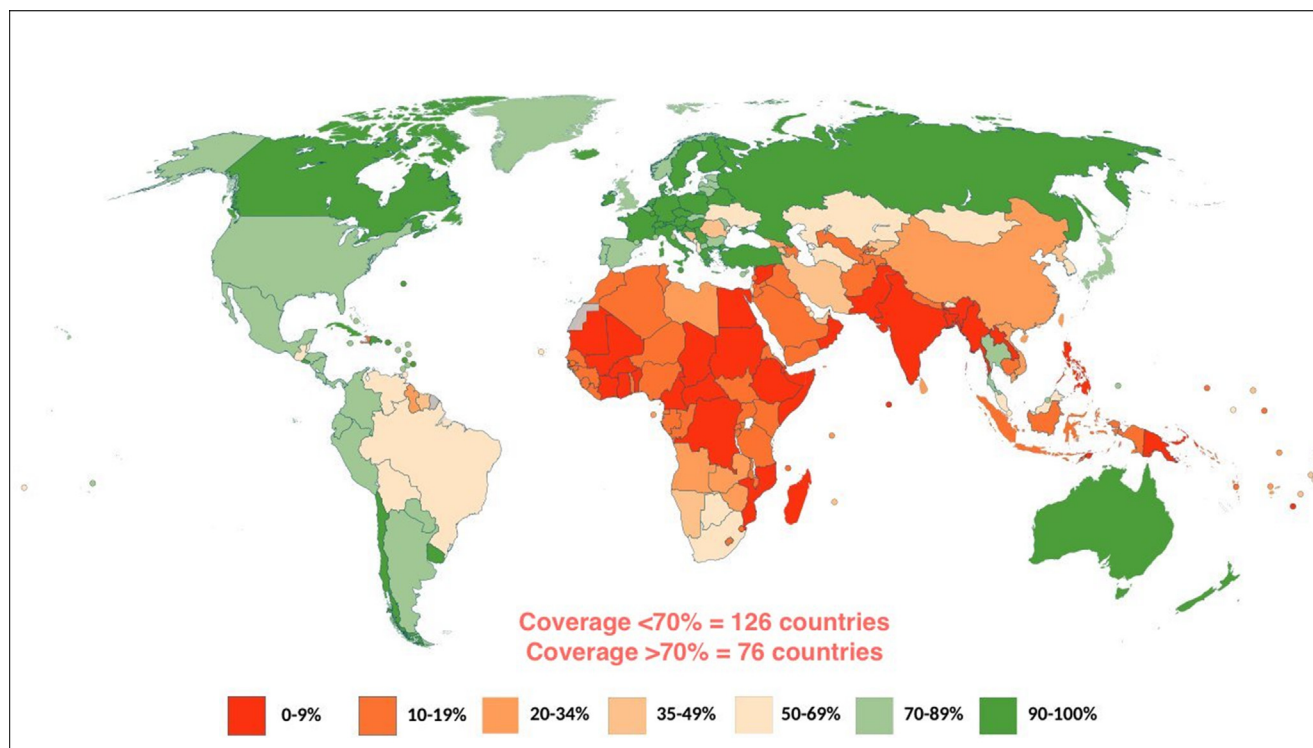 Coverage <70% = 126 countries
Coverage >70% = 76 countries
0-9% 10-19% 20-34% 35-49% 50-69% 70-89% 90-100%